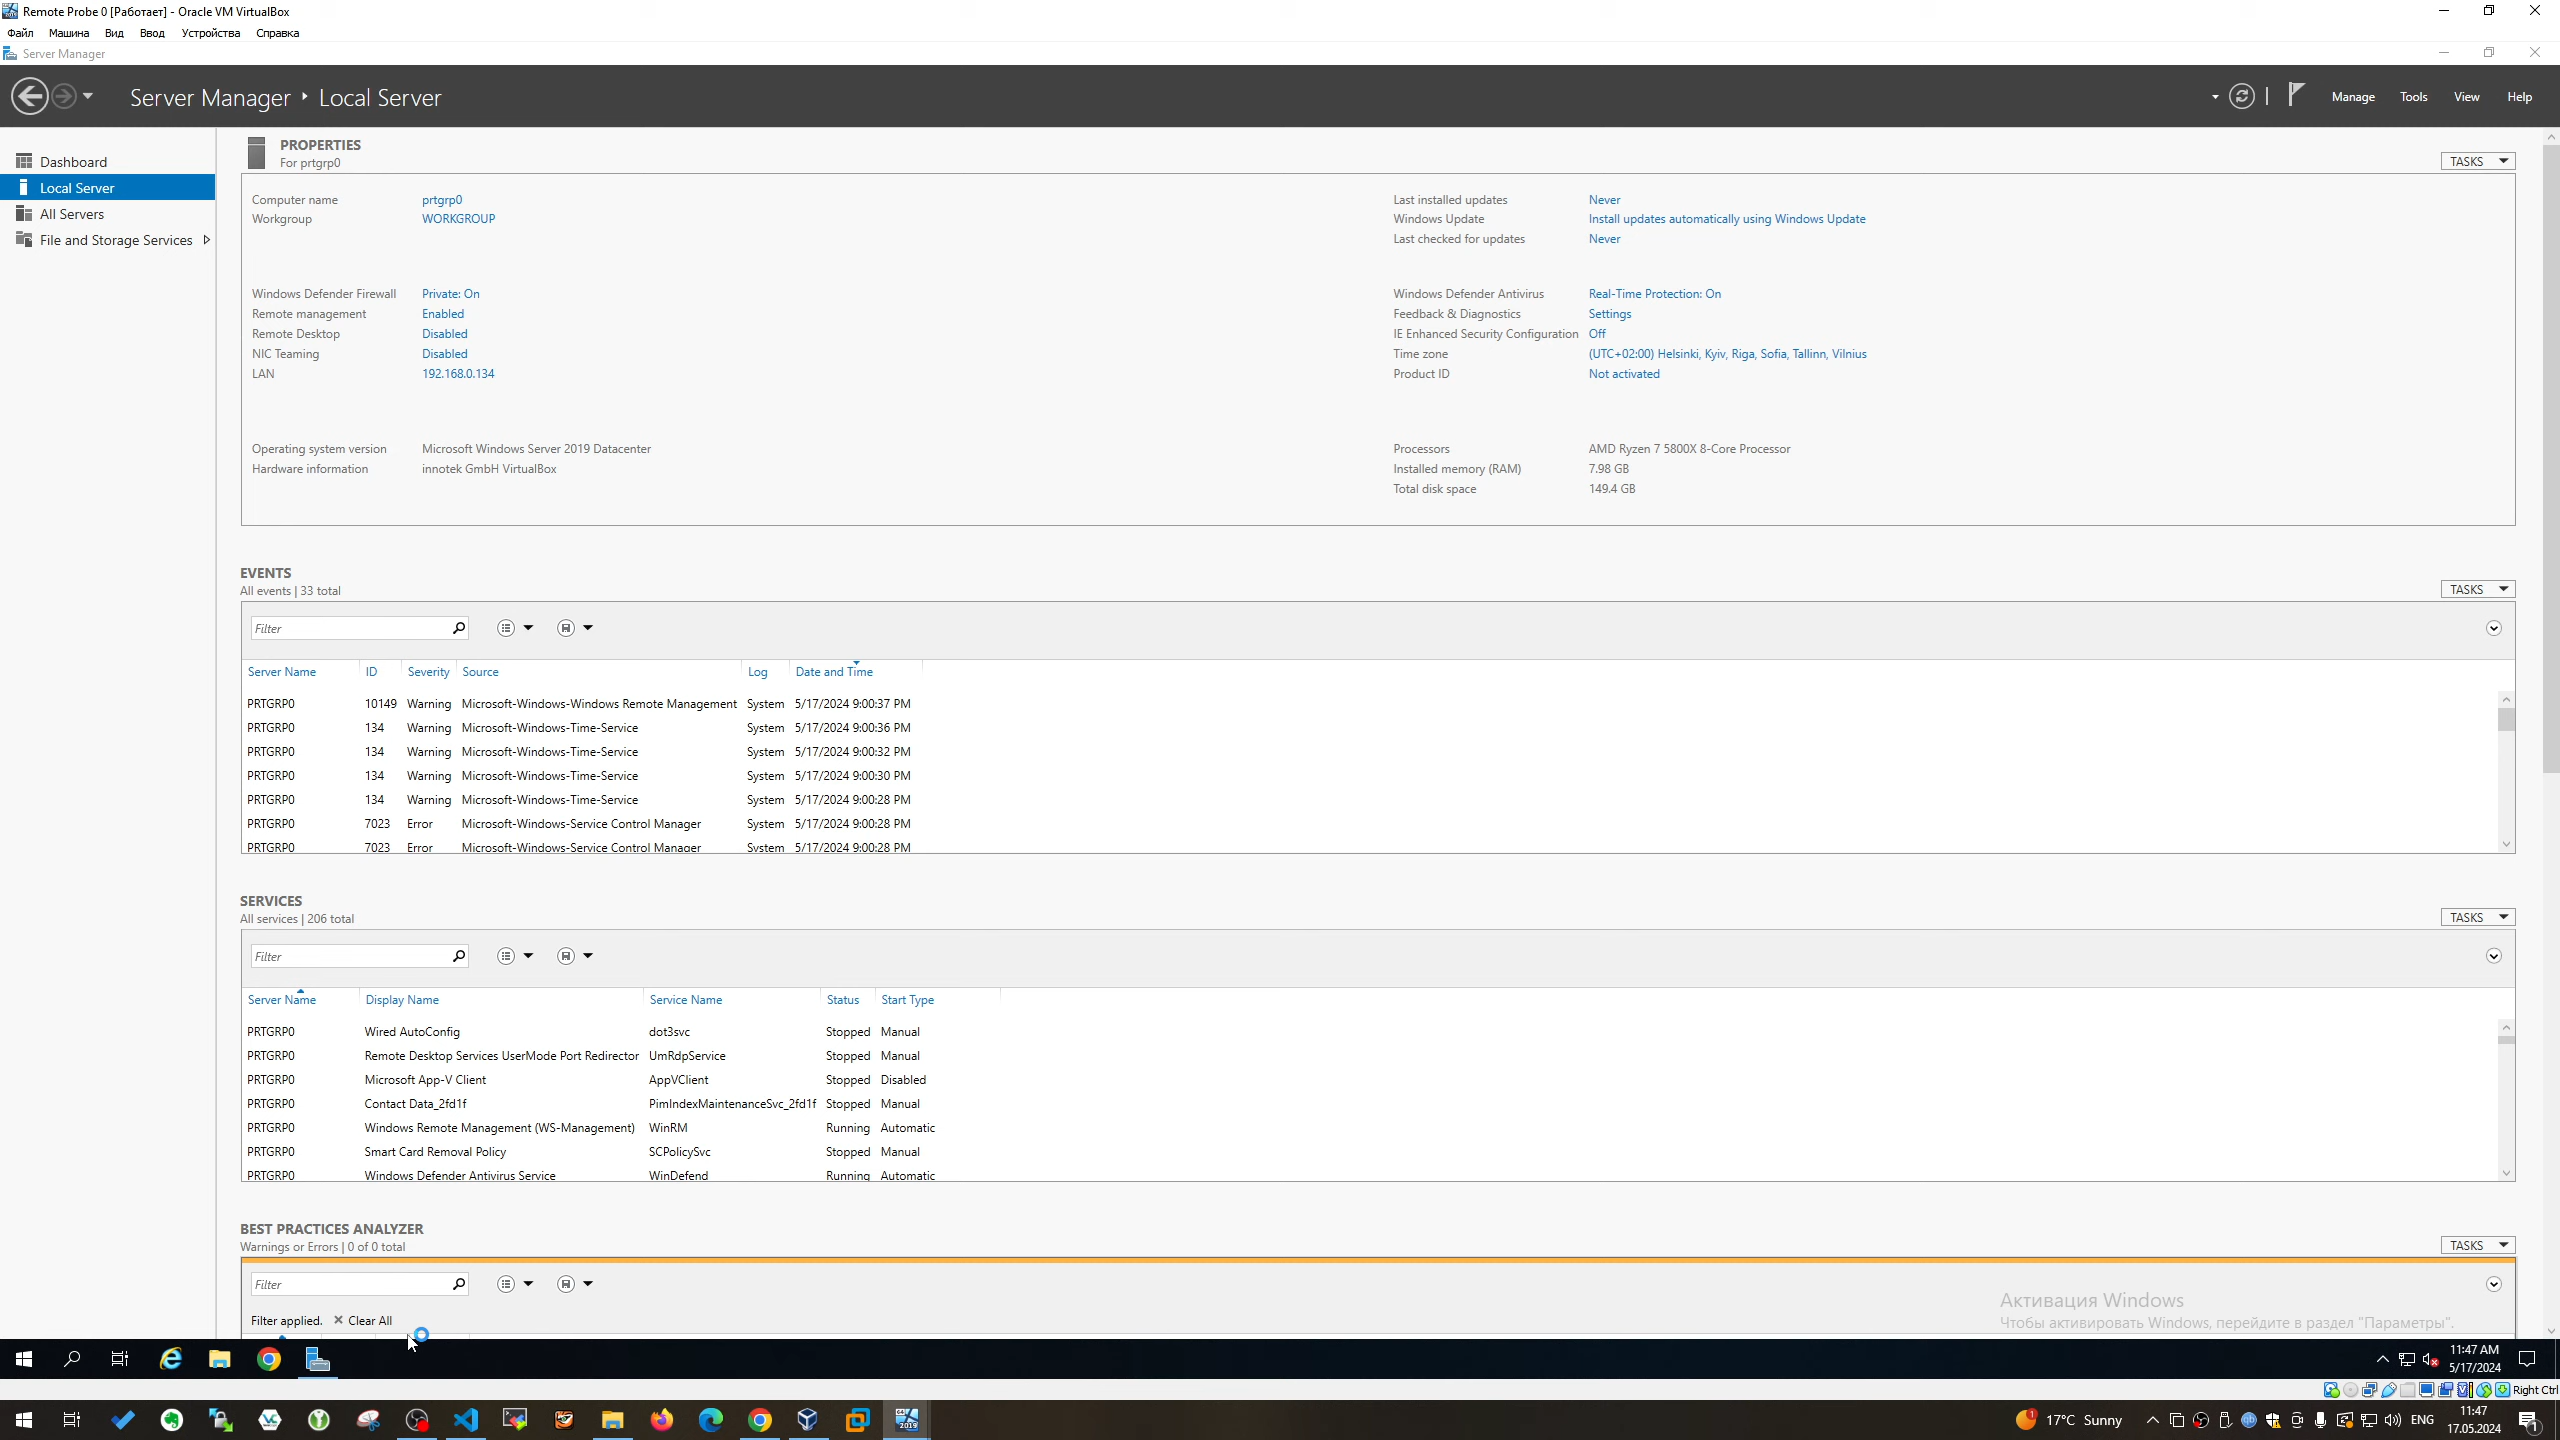 Remote Probe 0 [Работает] - Oracle VM VirtualBox
Файл Машина Вид Ввод Устройства Справка
Server Manager
Server Manager ‣ Local Server
Manage Tools View Help
Dashboard
Local Server
All Servers
File and Storage Services
PROPERTIES
For prtgrp0
TASKS
Computer name prtgrp0
Workgroup WORKGROUP
Last installed updates Never
Windows Update Install updates automatically using Windows Update
Last checked for updates Never
Windows Defender Firewall Private: On
Remote management Enabled
Remote Desktop Disabled
NIC Teaming Disabled
LAN 192.168.0.134
Windows Defender Antivirus Real-Time Protection: On
Feedback & Diagnostics Settings
IE Enhanced Security Configuration Off
Time zone (UTC+02:00) Helsinki, Kyiv, Riga, Sofia, Tallinn, Vilnius
Product ID Not activated
Operating system version Microsoft Windows Server 2019 Datacenter
Hardware information innotek GmbH VirtualBox
Processors AMD Ryzen 7 5800X 8-Core Processor
Installed memory (RAM) 7.98 GB
Total disk space 149.4 GB
EVENTS
All events | 33 total
TASKS
Filter
Server Name ID Severity Source Log Date and Time
PRTGRP0 10149 Warning Microsoft-Windows-Windows Remote Management System 5/17/2024 9:00:37 PM
PRTGRP0 134 Warning Microsoft-Windows-Time-Service System 5/17/2024 9:00:36 PM
PRTGRP0 134 Warning Microsoft-Windows-Time-Service System 5/17/2024 9:00:32 PM
PRTGRP0 134 Warning Microsoft-Windows-Time-Service System 5/17/2024 9:00:30 PM
PRTGRP0 134 Warning Microsoft-Windows-Time-Service System 5/17/2024 9:00:28 PM
PRTGRP0 7023 Error Microsoft-Windows-Service Control Manager System 5/17/2024 9:00:28 PM
PRTGRP0 7023 Error Microsoft-Windows-Service Control Manager System 5/17/2024 9:00:28 PM
SERVICES
All services | 206 total
TASKS
Filter
Server Name Display Name Service Name Status Start Type
PRTGRP0 Wired AutoConfig dot3svc Stopped Manual
PRTGRP0 Remote Desktop Services UserMode Port Redirector UmRdpService Stopped Manual
PRTGRP0 Microsoft App-V Client AppVClient Stopped Disabled
PRTGRP0 Contact Data_2fd1f PimIndexMaintenanceSvc_2fd1f Stopped Manual
PRTGRP0 Windows Remote Management (WS-Management) WinRM Running Automatic
PRTGRP0 Smart Card Removal Policy SCPolicySvc Stopped Manual
PRTGRP0 Windows Defender Antivirus Service WinDefend Running Automatic
BEST PRACTICES ANALYZER
Warnings or Errors | 0 of 0 total
TASKS
Filter
Filter applied. Clear All
Активация Windows
Чтобы активировать Windows, перейдите в раздел "Параметры".
11:47 AM
5/17/2024
Right Ctrl
17°C Sunny
ENG
11:47
17.05.2024
2019
1